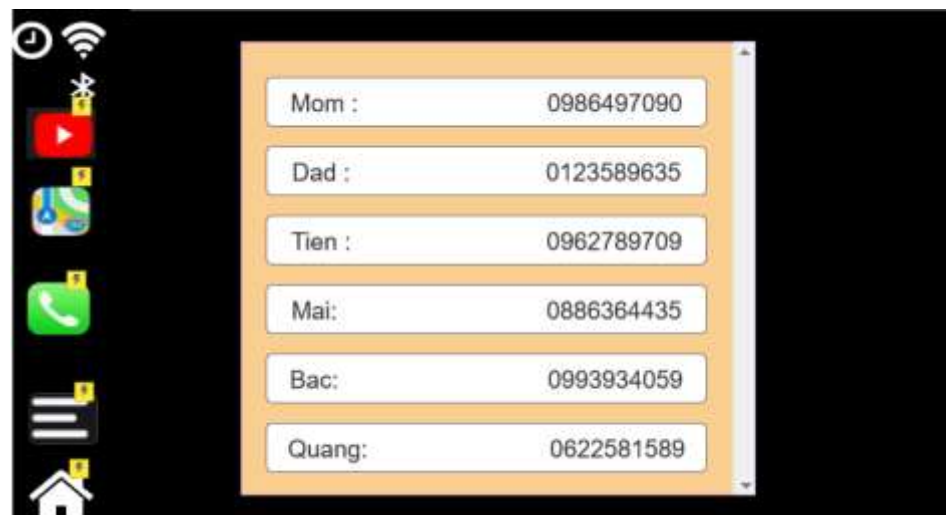 Mom : 0986497090
Dad : 0123589635
Tien : 0962789709
Mai: 0886364435
Bac: 0993934059
Quang: 0622581589